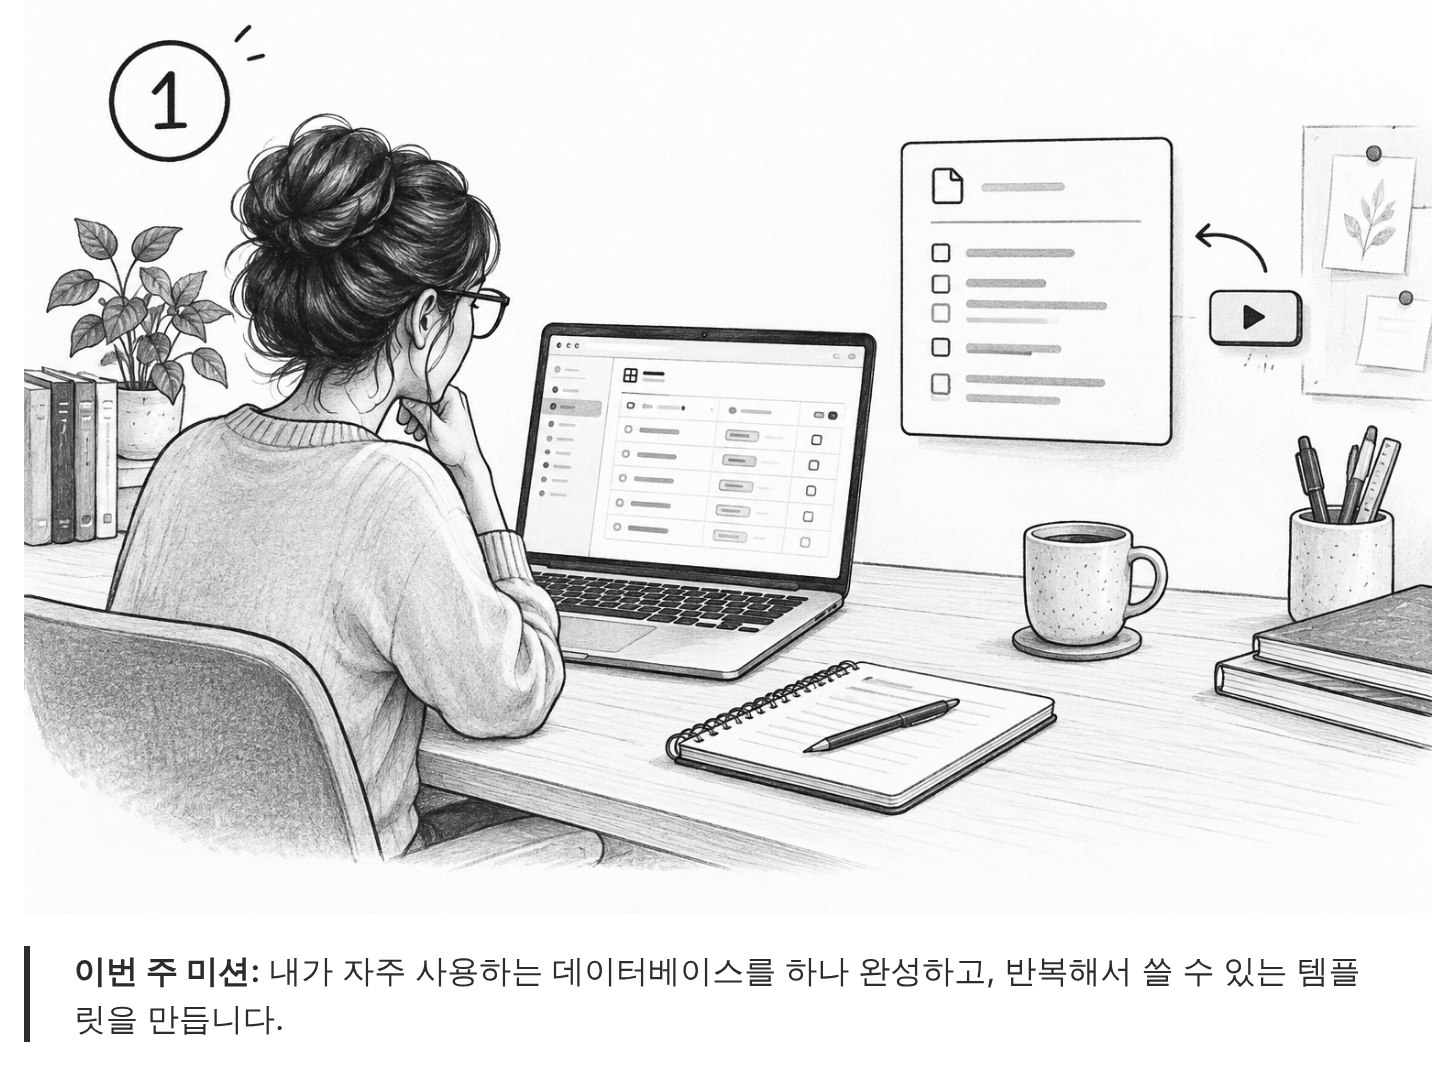 1
이번 주 미션: 내가 자주 사용하는 데이터베이스를 하나 완성하고, 반복해서 쓸 수 있는 템플
릿을 만듭니다.